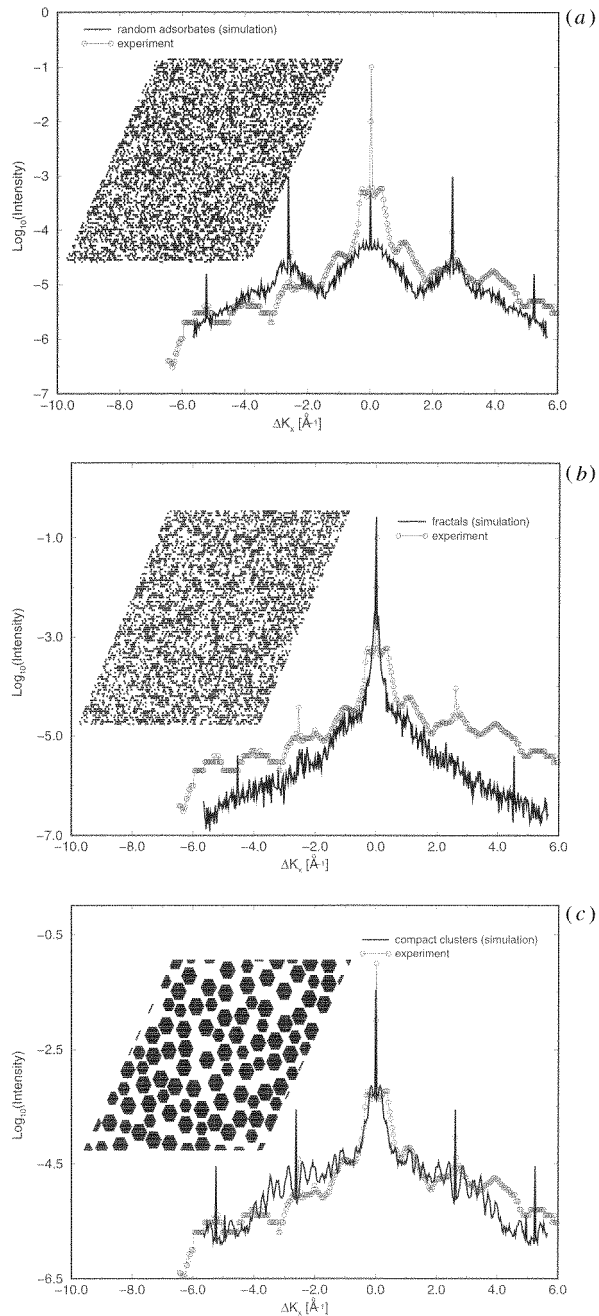 (a)
0
random adsorbates (simulation)
experiment
−1
−2
−3
−4
−5
−6
−7
Log₁₀(Intensity)
−10.0 −8.0 −6.0 −4.0 −2.0 0.0 2.0 4.0 6.0
ΔKₓ [Å⁻¹]
(b)
fractals (simulation)
experiment
−1.0
−3.0
−5.0
−7.0
Log₁₀(Intensity)
−10.0 −8.0 −6.0 −4.0 −2.0 0.0 2.0 4.0 6.0
ΔKₓ [Å⁻¹]
(c)
compact clusters (simulation)
experiment
−0.5
−2.5
−4.5
−6.5
Log₁₀(Intensity)
−10.0 −8.0 −6.0 −4.0 −2.0 0.0 2.0 4.0 6.0
ΔKₓ [Å⁻¹]